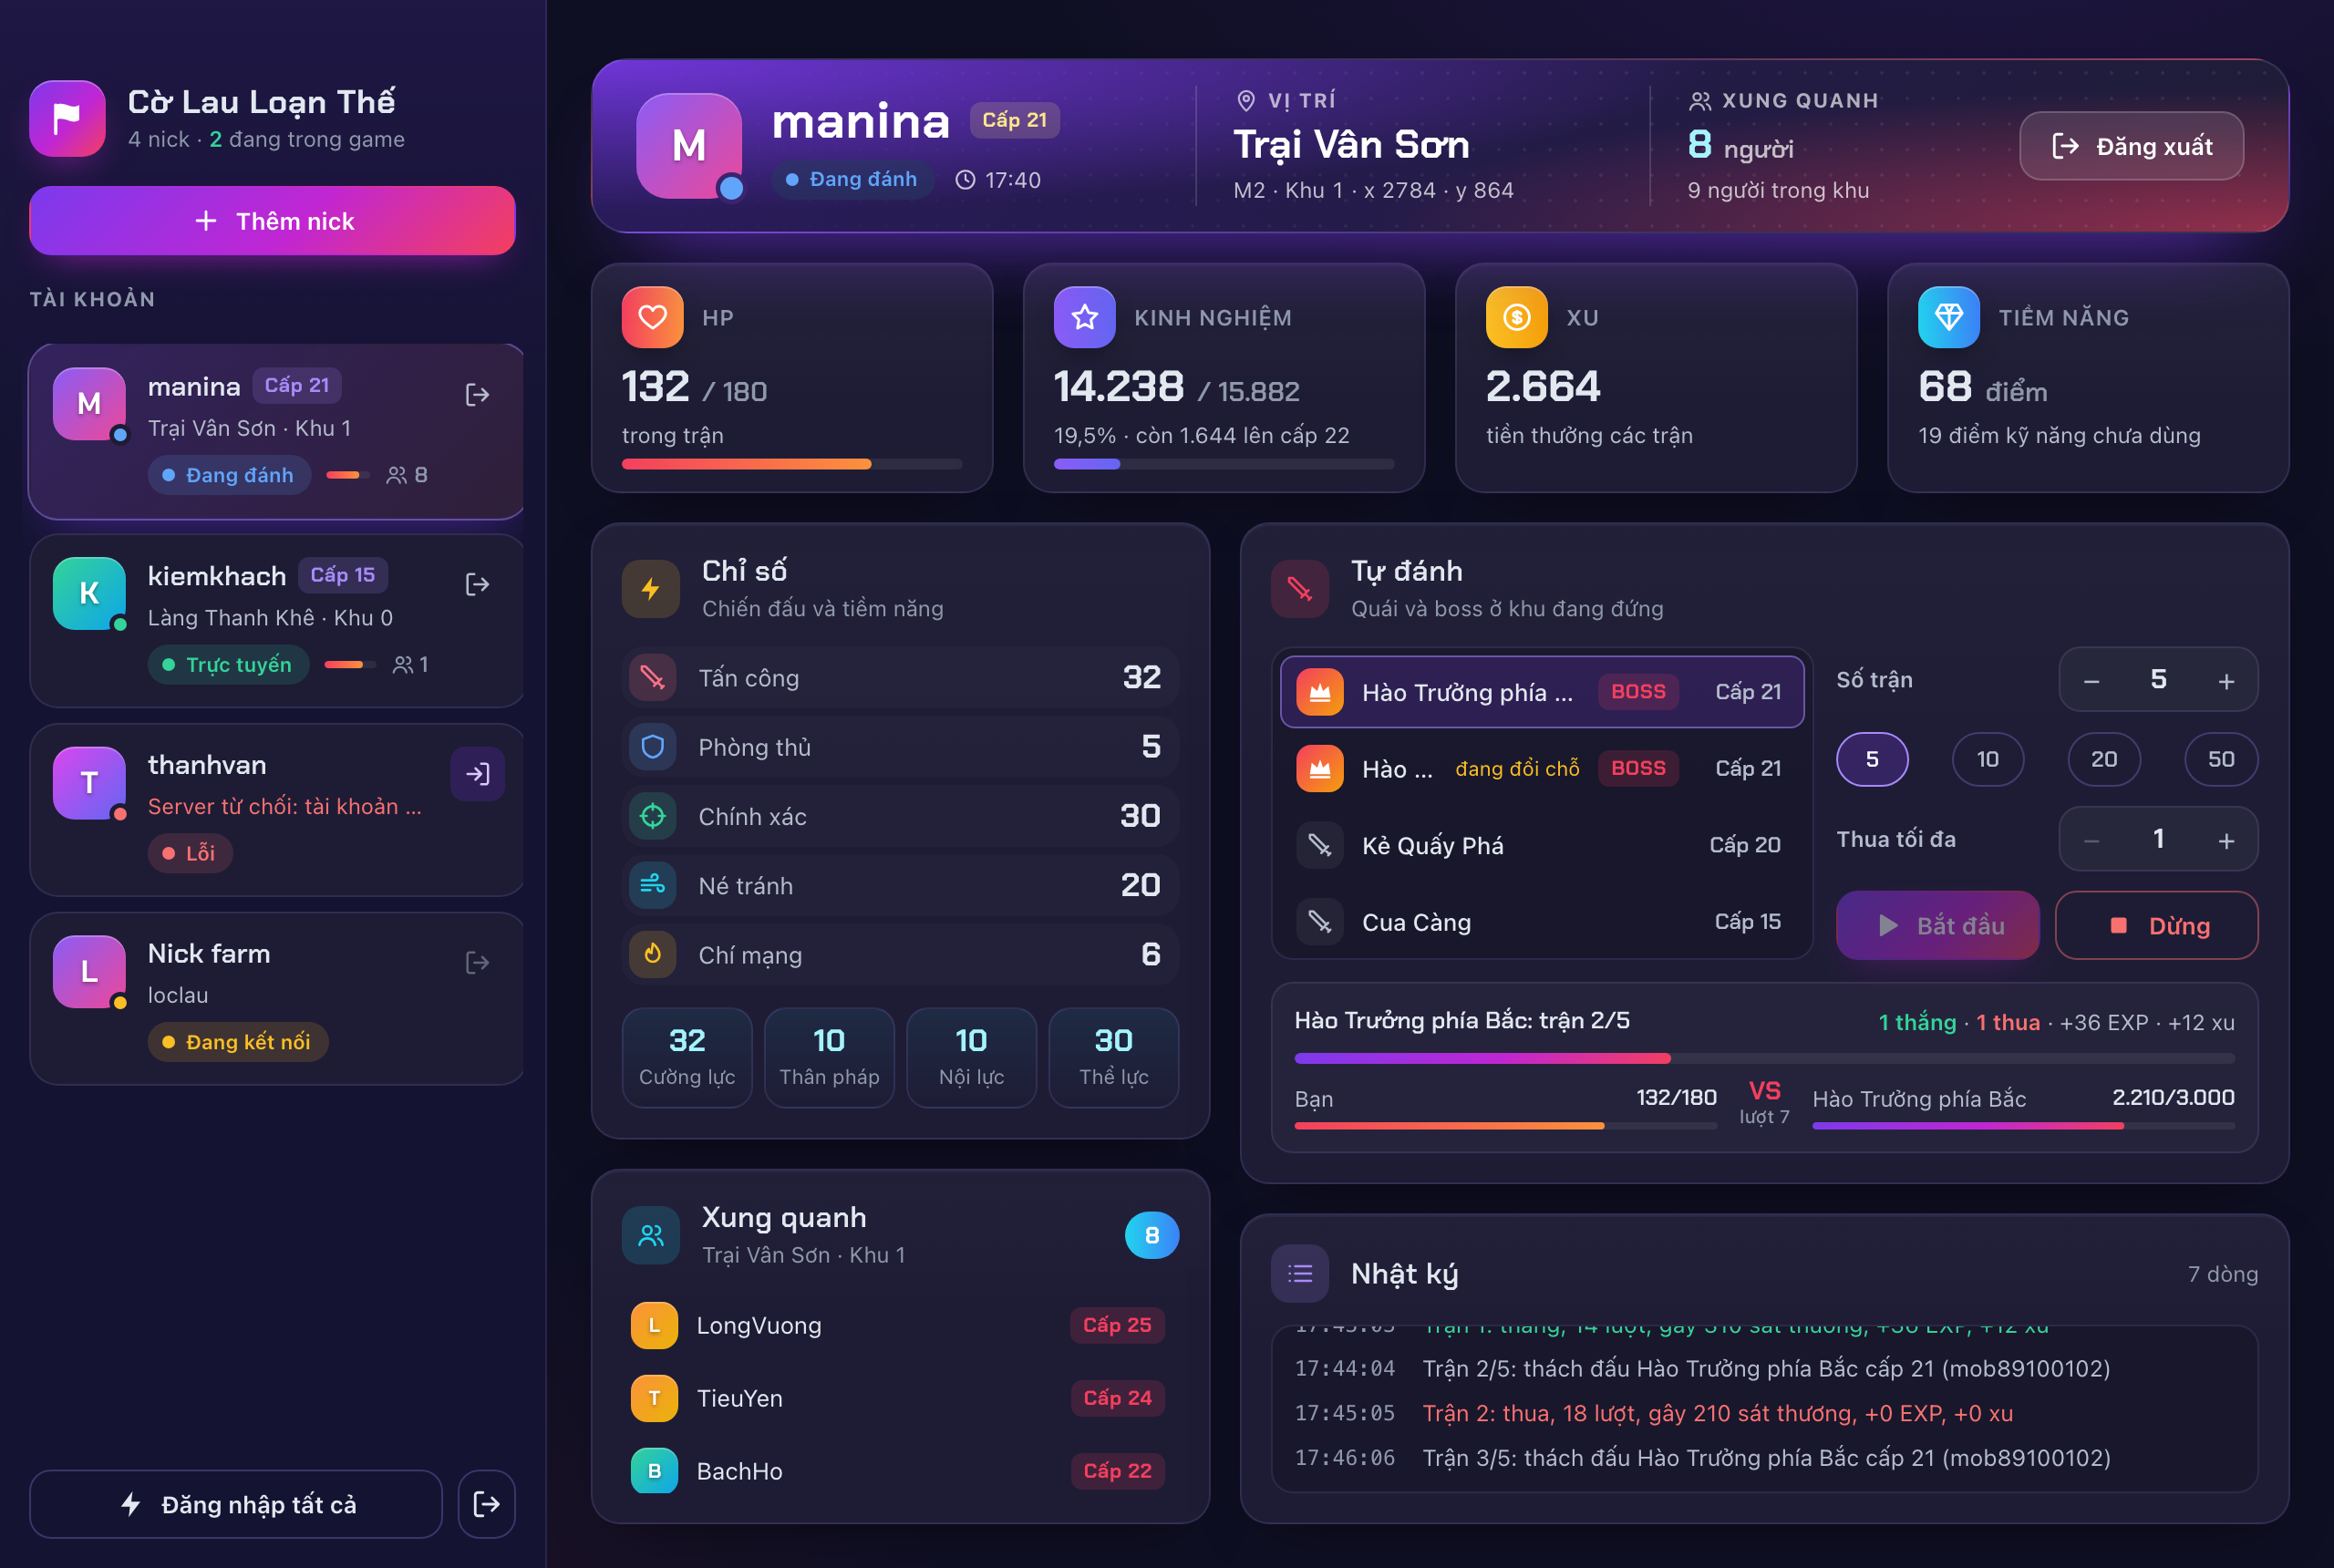 Cờ Lau Loạn Thế
4 nick · 2 đang trong game
Thêm nick
TÀI KHOẢN
M
manina Cấp 21
Trại Vân Sơn · Khu 1
Đang đánh 8
K
kiemkhach Cấp 15
Làng Thanh Khê · Khu 0
Trực tuyến 1
T
thanhvan
Server từ chối: tài khoản ...
Lỗi
L
Nick farm
loclau
Đang kết nối
Đăng nhập tất cả
M
manina Cấp 21
Đang đánh 17:40
VỊ TRÍ
Trại Vân Sơn
M2 · Khu 1 · x 2784 · y 864
XUNG QUANH
8 người
9 người trong khu
Đăng xuất
HP
132 / 180
trong trận
KINH NGHIỆM
14.238 / 15.882
19,5% · còn 1.644 lên cấp 22
XU
2.664
tiền thưởng các trận
TIỀM NĂNG
68 điểm
19 điểm kỹ năng chưa dùng
Chỉ số
Chiến đấu và tiềm năng
Tấn công 32
Phòng thủ 5
Chính xác 30
Né tránh 20
Chí mạng 6
32 Cường lực
10 Thân pháp
10 Nội lực
30 Thể lực
Xung quanh
Trại Vân Sơn · Khu 1
8
L LongVuong Cấp 25
T TieuYen Cấp 24
B BachHo Cấp 22
Tự đánh
Quái và boss ở khu đang đứng
Hào Trưởng phía ... BOSS Cấp 21
Hào ... đang đổi chỗ BOSS Cấp 21
Kẻ Quấy Phá Cấp 20
Cua Càng Cấp 15
Số trận − 5 +
5 10 20 50
Thua tối đa − 1 +
Bắt đầu Dừng
Hào Trưởng phía Bắc: trận 2/5
1 thắng · 1 thua · +36 EXP · +12 xu
Bạn 132/180
VS
lượt 7
Hào Trưởng phía Bắc 2.210/3.000
Nhật ký
7 dòng
Trận 1: thắng, 14 lượt, gây 310 sát thương, +36 EXP, +12 xu
17:44:04 Trận 2/5: thách đấu Hào Trưởng phía Bắc cấp 21 (mob89100102)
17:45:05 Trận 2: thua, 18 lượt, gây 210 sát thương, +0 EXP, +0 xu
17:46:06 Trận 3/5: thách đấu Hào Trưởng phía Bắc cấp 21 (mob89100102)